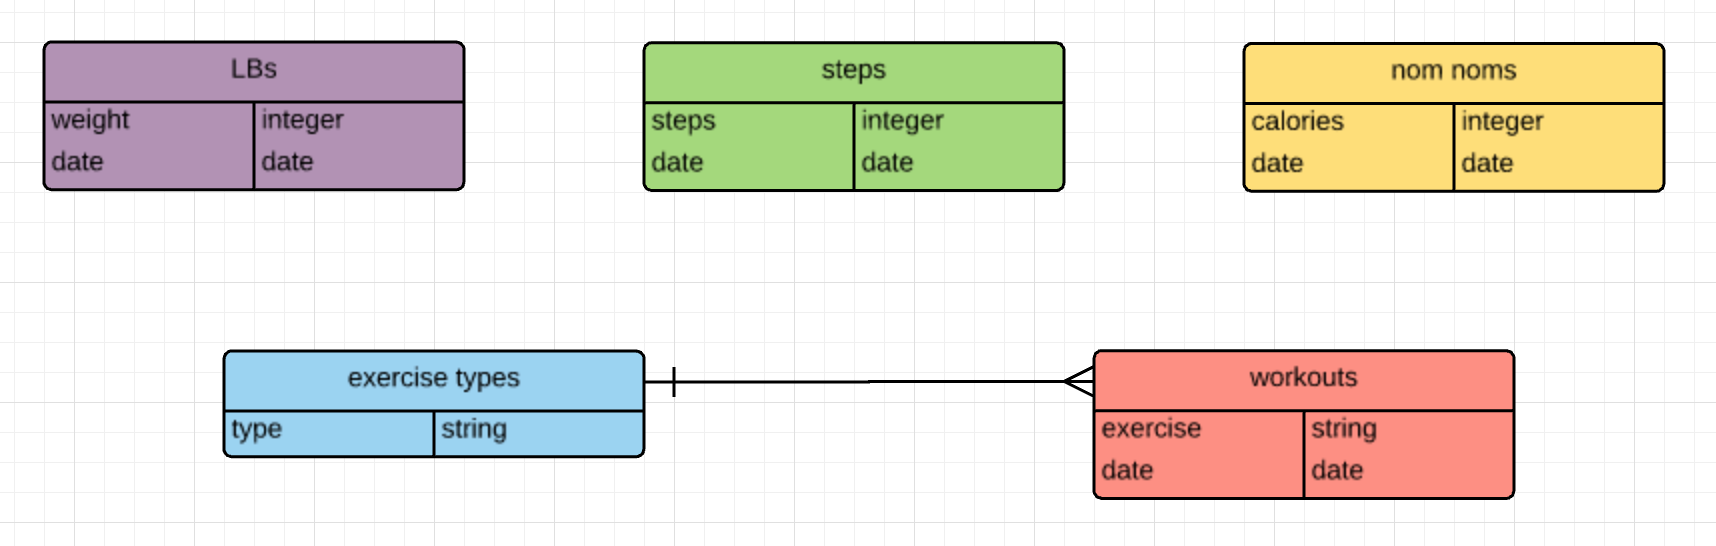 LBs
weight integer
date date
steps
steps integer
date date
nom noms
calories integer
date date
exercise types
type string
workouts
exercise string
date date